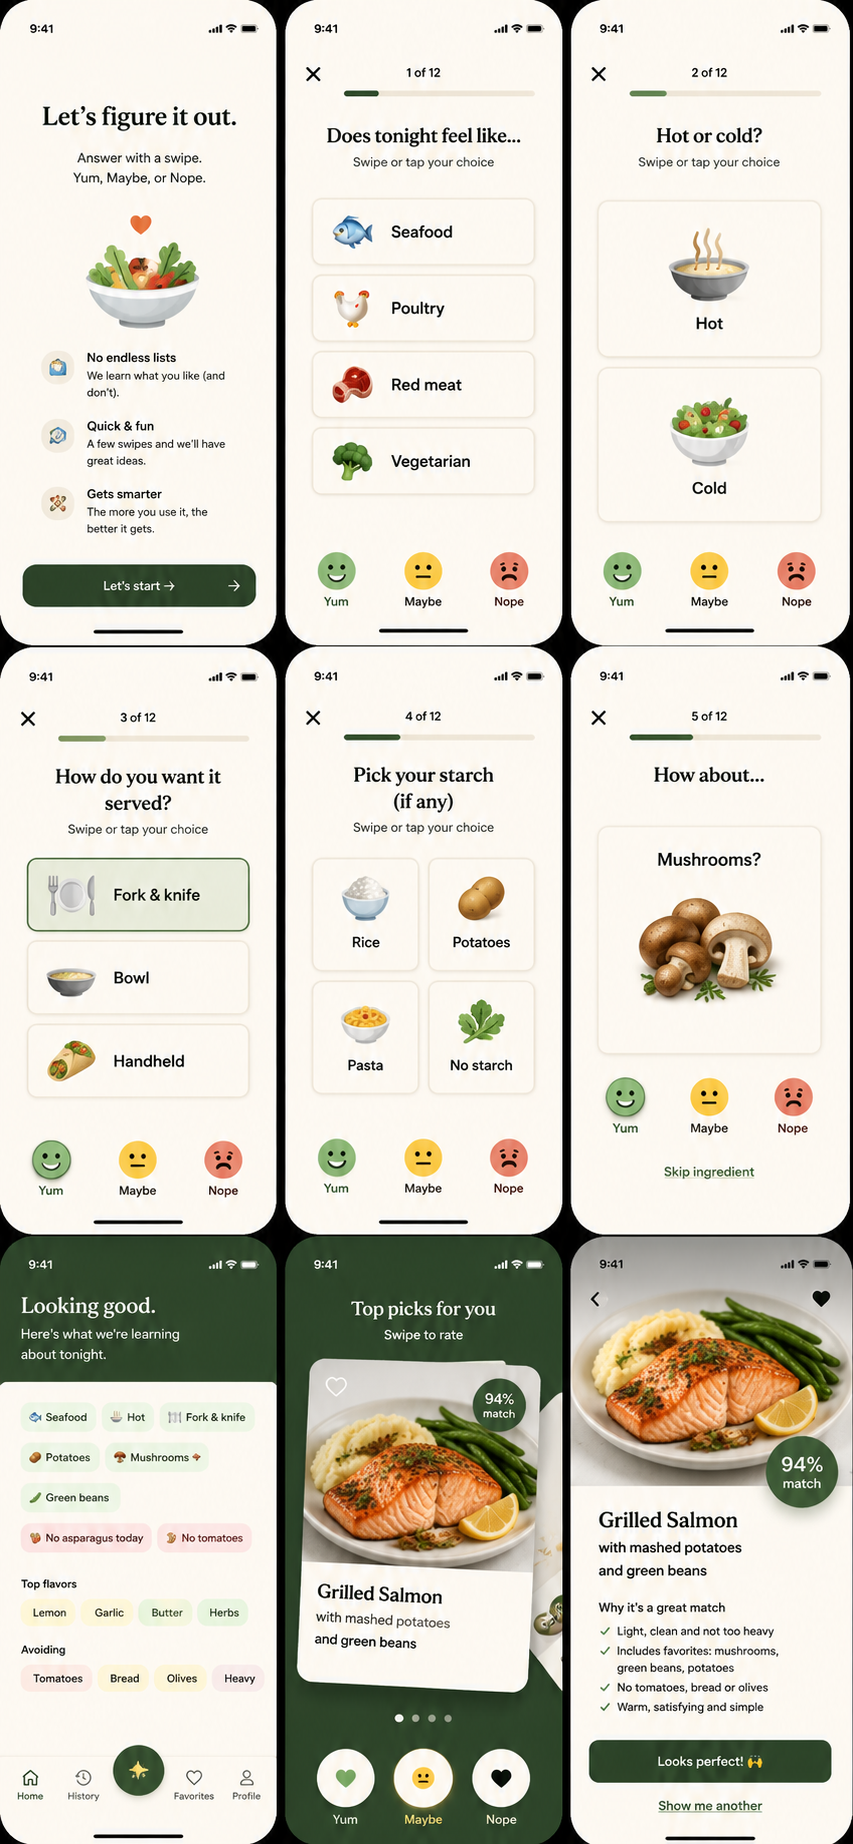 9:41
Let's figure it out.
Answer with a swipe.
Yum, Maybe, or Nope.
No endless lists
We learn what you like (and
don't).
Quick & fun
A few swipes and we'll have
great ideas.
Gets smarter
The more you use it, the
better it gets.
Let's start →
9:41
1 of 12
Does tonight feel like...
Swipe or tap your choice
Seafood
Poultry
Red meat
Vegetarian
Yum
Maybe
Nope
9:41
2 of 12
Hot or cold?
Swipe or tap your choice
Hot
Cold
Yum
Maybe
Nope
9:41
3 of 12
How do you want it
served?
Swipe or tap your choice
Fork & knife
Bowl
Handheld
Yum
Maybe
Nope
9:41
4 of 12
Pick your starch
(if any)
Swipe or tap your choice
Rice
Potatoes
Pasta
No starch
Yum
Maybe
Nope
9:41
5 of 12
How about...
Mushrooms?
Yum
Maybe
Nope
Skip ingredient
9:41
Looking good.
Here's what we're learning
about tonight.
Seafood
Hot
Fork & knife
Potatoes
Mushrooms
Green beans
No asparagus today
No tomatoes
Top flavors
Lemon
Garlic
Butter
Herbs
Avoiding
Tomatoes
Bread
Olives
Heavy
Home
History
Favorites
Profile
9:41
Top picks for you
Swipe to rate
94%
match
Grilled Salmon
with mashed potatoes
and green beans
Yum
Maybe
Nope
9:41
94%
match
Grilled Salmon
with mashed potatoes
and green beans
Why it's a great match
Light, clean and not too heavy
Includes favorites: mushrooms,
green beans, potatoes
No tomatoes, bread or olives
Warm, satisfying and simple
Looks perfect! 🙌
Show me another